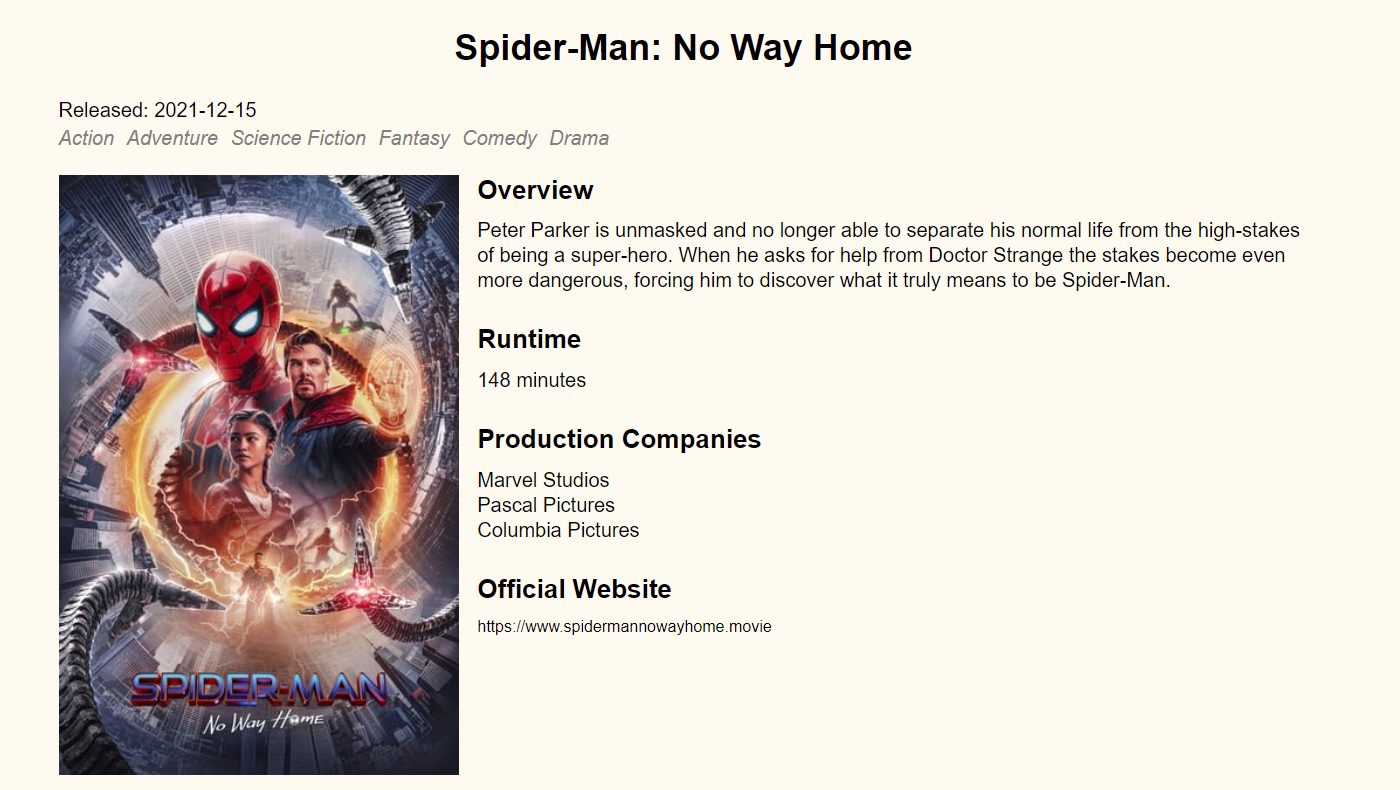 Spider-Man: No Way Home
Released: 2021-12-15
Action Adventure Science Fiction Fantasy Comedy Drama
SPIDER-MAN
No Way Home
Overview
Peter Parker is unmasked and no longer able to separate his normal life from the high-stakes
of being a super-hero. When he asks for help from Doctor Strange the stakes become even
more dangerous, forcing him to discover what it truly means to be Spider-Man.
Runtime
148 minutes
Production Companies
Marvel Studios
Pascal Pictures
Columbia Pictures
Official Website
https://www.spidermannowayhome.movie